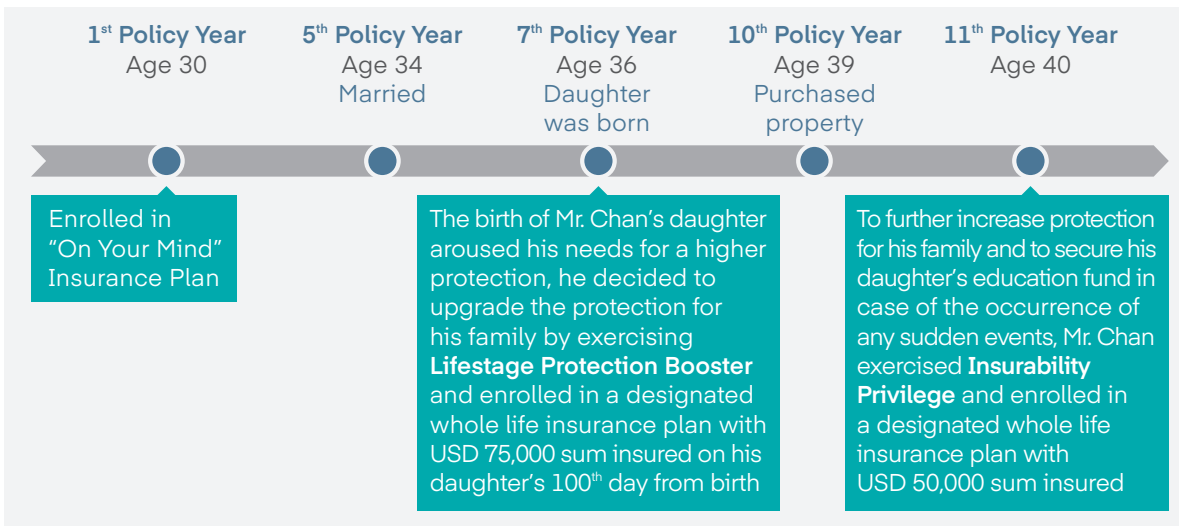 1st Policy Year
Age 30
5th Policy Year
Age 34
Married
7th Policy Year
Age 36
Daughter
was born
10th Policy Year
Age 39
Purchased
property
11th Policy Year
Age 40
Enrolled in
“On Your Mind”
Insurance Plan
The birth of Mr. Chan’s daughter
aroused his needs for a higher
protection, he decided to
upgrade the protection for
his family by exercising
Lifestage Protection Booster
and enrolled in a designated
whole life insurance plan with
USD 75,000 sum insured on his
daughter’s 100th day from birth
To further increase protection
for his family and to secure his
daughter’s education fund in
case of the occurrence of
any sudden events, Mr. Chan
exercised Insurability
Privilege and enrolled in
a designated whole life
insurance plan with
USD 50,000 sum insured